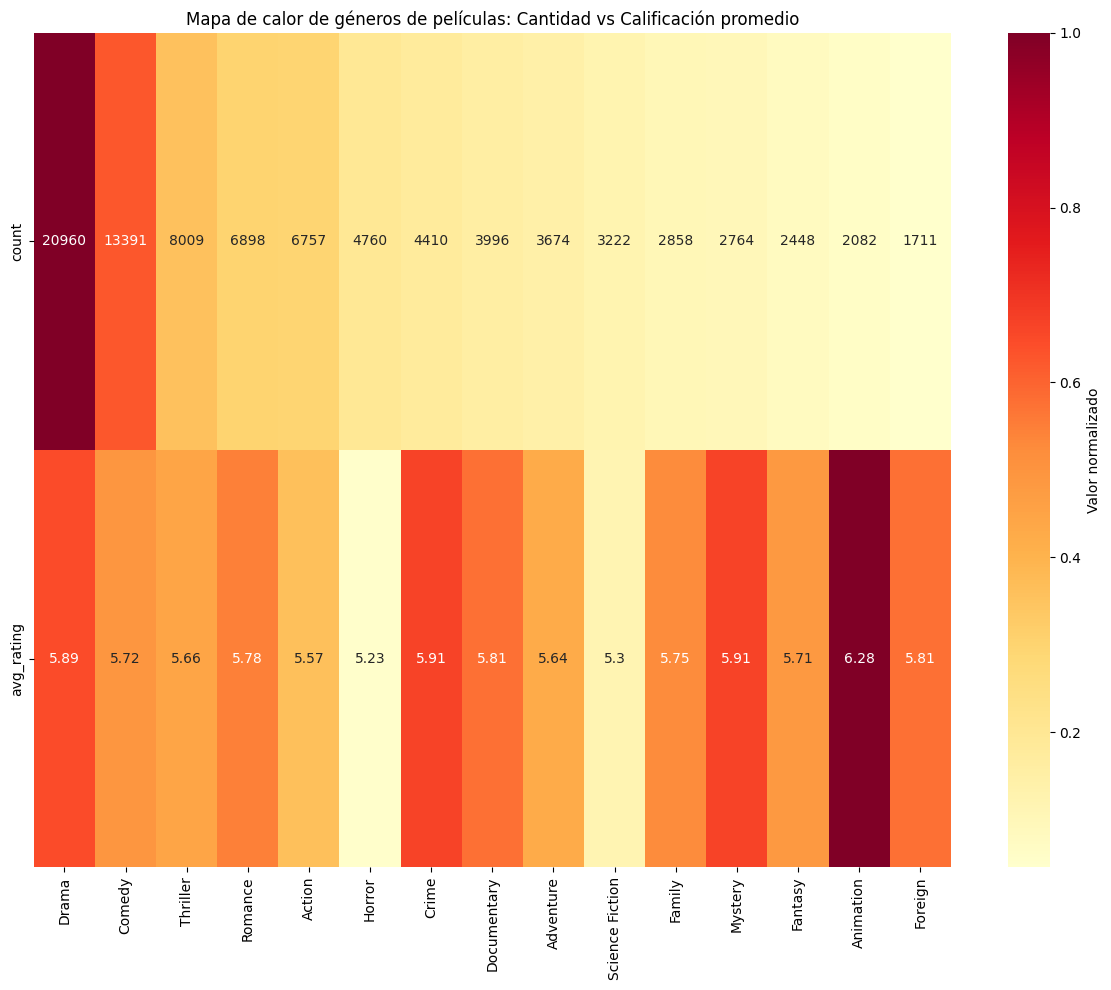 Mapa de calor de géneros de películas: Cantidad vs Calificación promedio
count
20960 13391 8009 6898 6757 4760 4410 3996 3674 3222 2858 2764 2448 2082 1711
avg_rating
5.89 5.72 5.66 5.78 5.57 5.23 5.91 5.81 5.64 5.3 5.75 5.91 5.71 6.28 5.81
Drama
Comedy
Thriller
Romance
Action
Horror
Crime
Documentary
Adventure
Science Fiction
Family
Mystery
Fantasy
Animation
Foreign
1.0
0.8
0.6
0.4
0.2
Valor normalizado